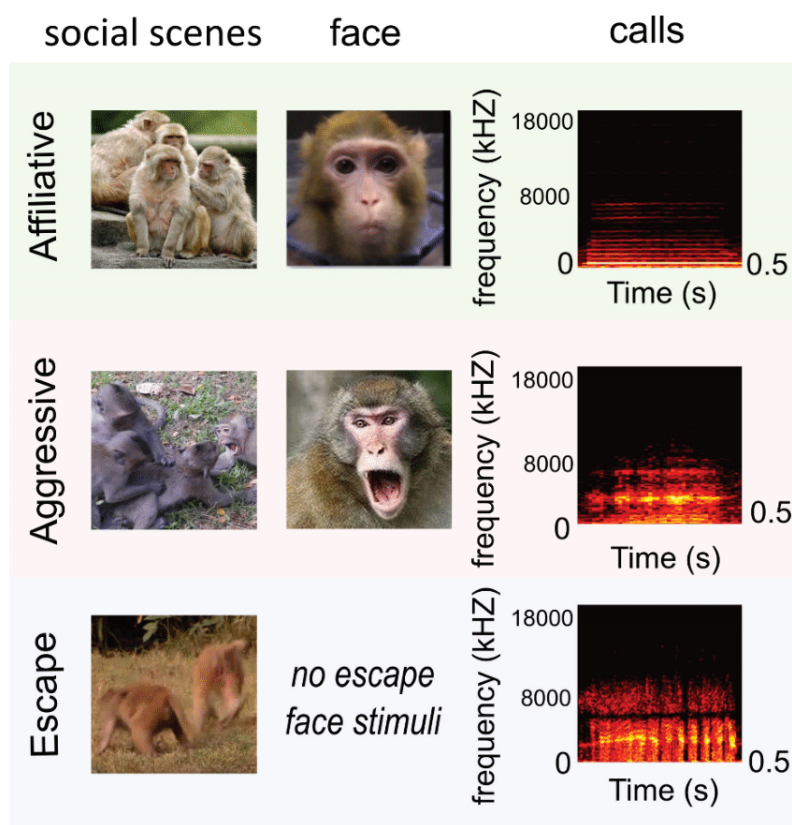 social scenes face calls
Affiliative
frequency (kHZ)
18000
8000
0
0.5
Time (s)
Aggressive
frequency (kHZ)
18000
8000
0
0.5
Time (s)
Escape
no escape
face stimuli
frequency (kHZ)
18000
8000
0
0.5
Time (s)